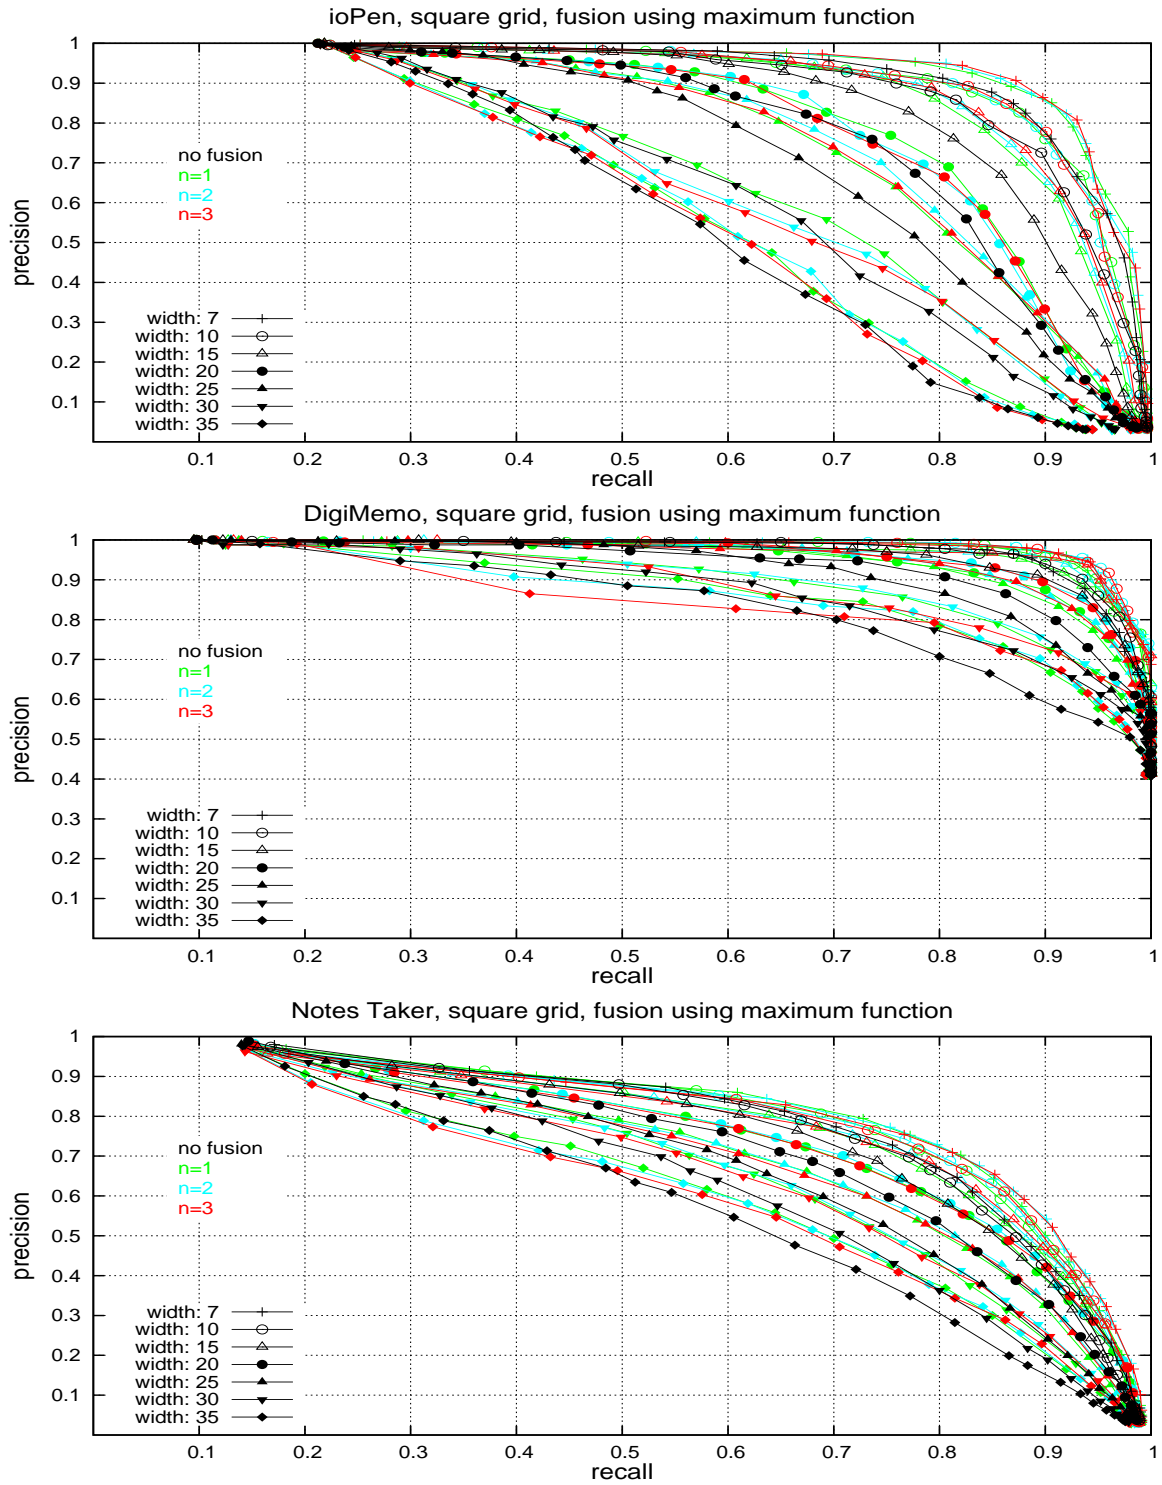 ioPen, square grid, fusion using maximum function
1
0.9
0.8
0.7
0.6
0.5
0.4
0.3
0.2
0.1
precision
no fusion
n=1
n=2
n=3
width: 7
width: 10
width: 15
width: 20
width: 25
width: 30
width: 35
0.1 0.2 0.3 0.4 0.5 0.6 0.7 0.8 0.9 1
recall
DigiMemo, square grid, fusion using maximum function
1
0.9
0.8
0.7
0.6
0.5
0.4
0.3
0.2
0.1
precision
no fusion
n=1
n=2
n=3
width: 7
width: 10
width: 15
width: 20
width: 25
width: 30
width: 35
0.1 0.2 0.3 0.4 0.5 0.6 0.7 0.8 0.9 1
recall
Notes Taker, square grid, fusion using maximum function
1
0.9
0.8
0.7
0.6
0.5
0.4
0.3
0.2
0.1
precision
no fusion
n=1
n=2
n=3
width: 7
width: 10
width: 15
width: 20
width: 25
width: 30
width: 35
0.1 0.2 0.3 0.4 0.5 0.6 0.7 0.8 0.9 1
recall